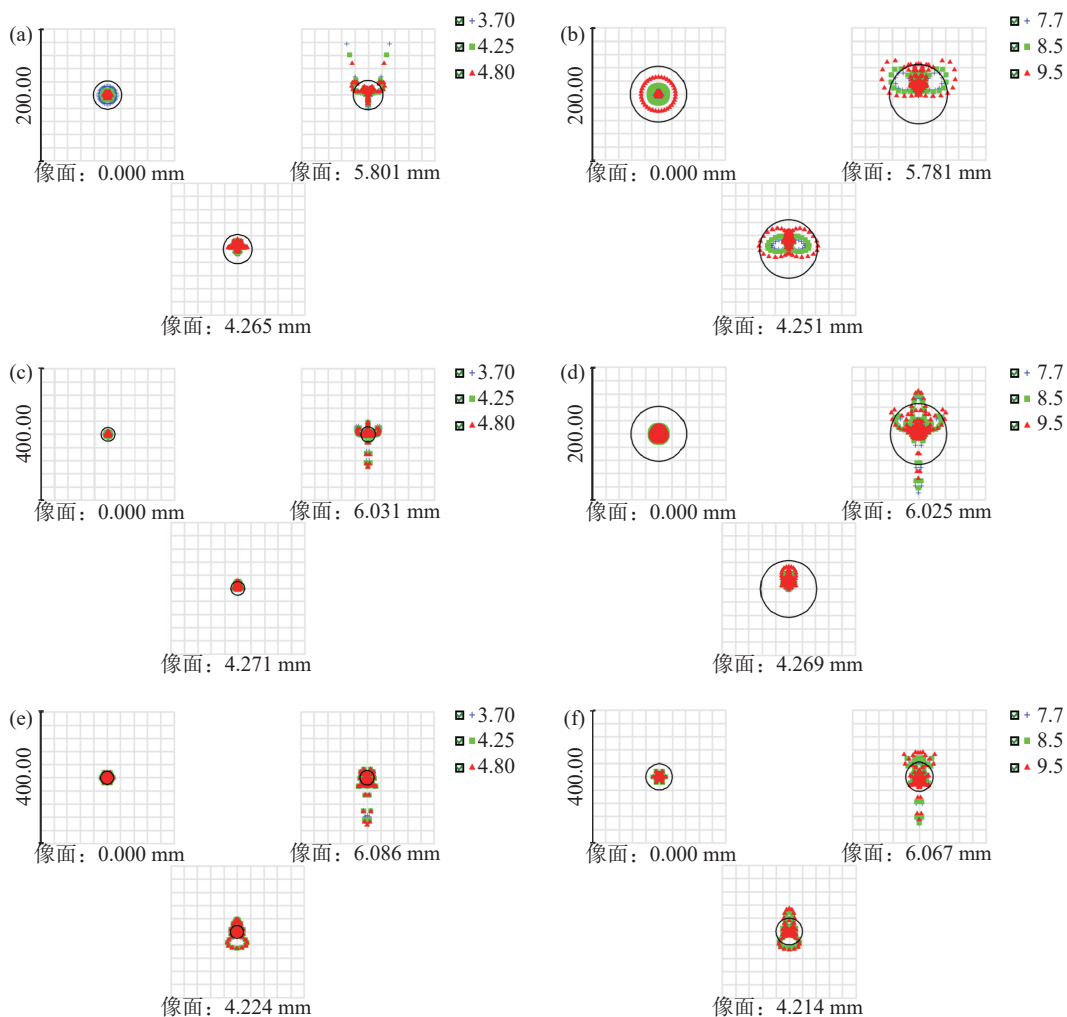 (a)
200.00
+ 3.70
4.25
4.80
像面：0.000 mm
像面：5.801 mm
像面：4.265 mm
(b)
200.00
+ 7.7
8.5
9.5
像面：0.000 mm
像面：5.781 mm
像面：4.251 mm
(c)
400.00
+ 3.70
4.25
4.80
像面：0.000 mm
像面：6.031 mm
像面：4.271 mm
(d)
200.00
+ 7.7
8.5
9.5
像面：0.000 mm
像面：6.025 mm
像面：4.269 mm
(e)
400.00
+ 3.70
4.25
4.80
像面：0.000 mm
像面：6.086 mm
像面：4.224 mm
(f)
400.00
+ 7.7
8.5
9.5
像面：0.000 mm
像面：6.067 mm
像面：4.214 mm